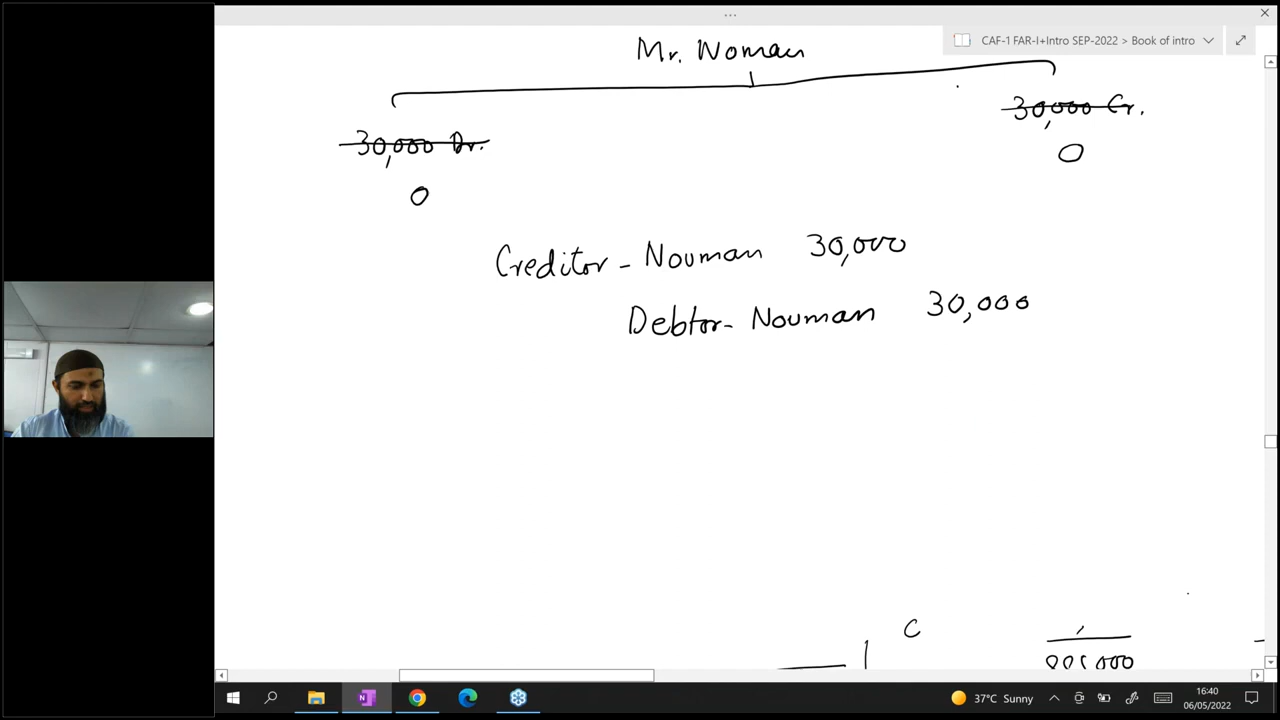 ...
CAF-1 FAR-I+Intro SEP-2022 > Book of intro
Mr. Noman
30,000 Dr.
30,000 Cr.
0
0
Creditor - Nouman 30,000
Debtor - Nouman 30,000
C
37°C Sunny
16:40
06/05/2022